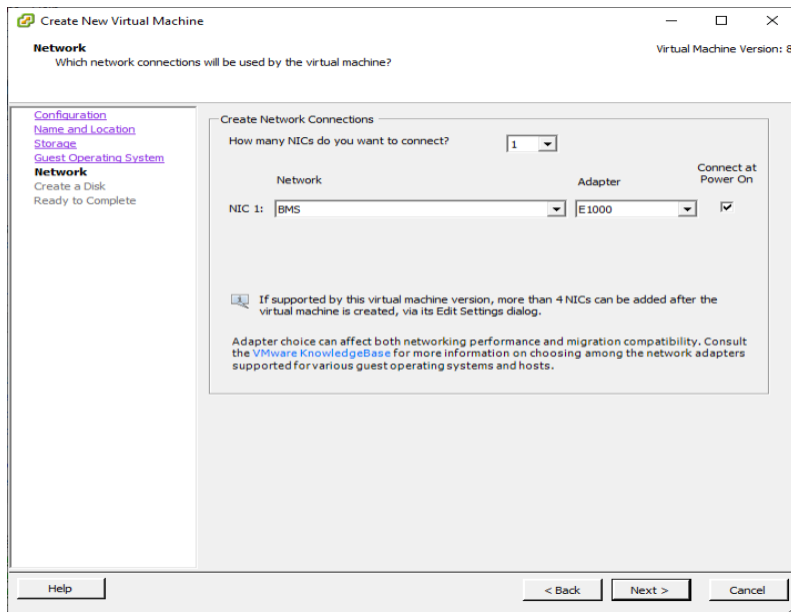 Create New Virtual Machine
Network
Which network connections will be used by the virtual machine?
Virtual Machine Version: 8
Configuration
Name and Location
Storage
Guest Operating System
Network
Create a Disk
Ready to Complete
Create Network Connections
How many NICs do you want to connect?
1
Network
Adapter
Connect at
Power On
NIC 1:
BMS
E1000
If supported by this virtual machine version, more than 4 NICs can be added after the
virtual machine is created, via its Edit Settings dialog.
Adapter choice can affect both networking performance and migration compatibility. Consult
the VMware KnowledgeBase for more information on choosing among the network adapters
supported for various guest operating systems and hosts.
Help
< Back
Next >
Cancel